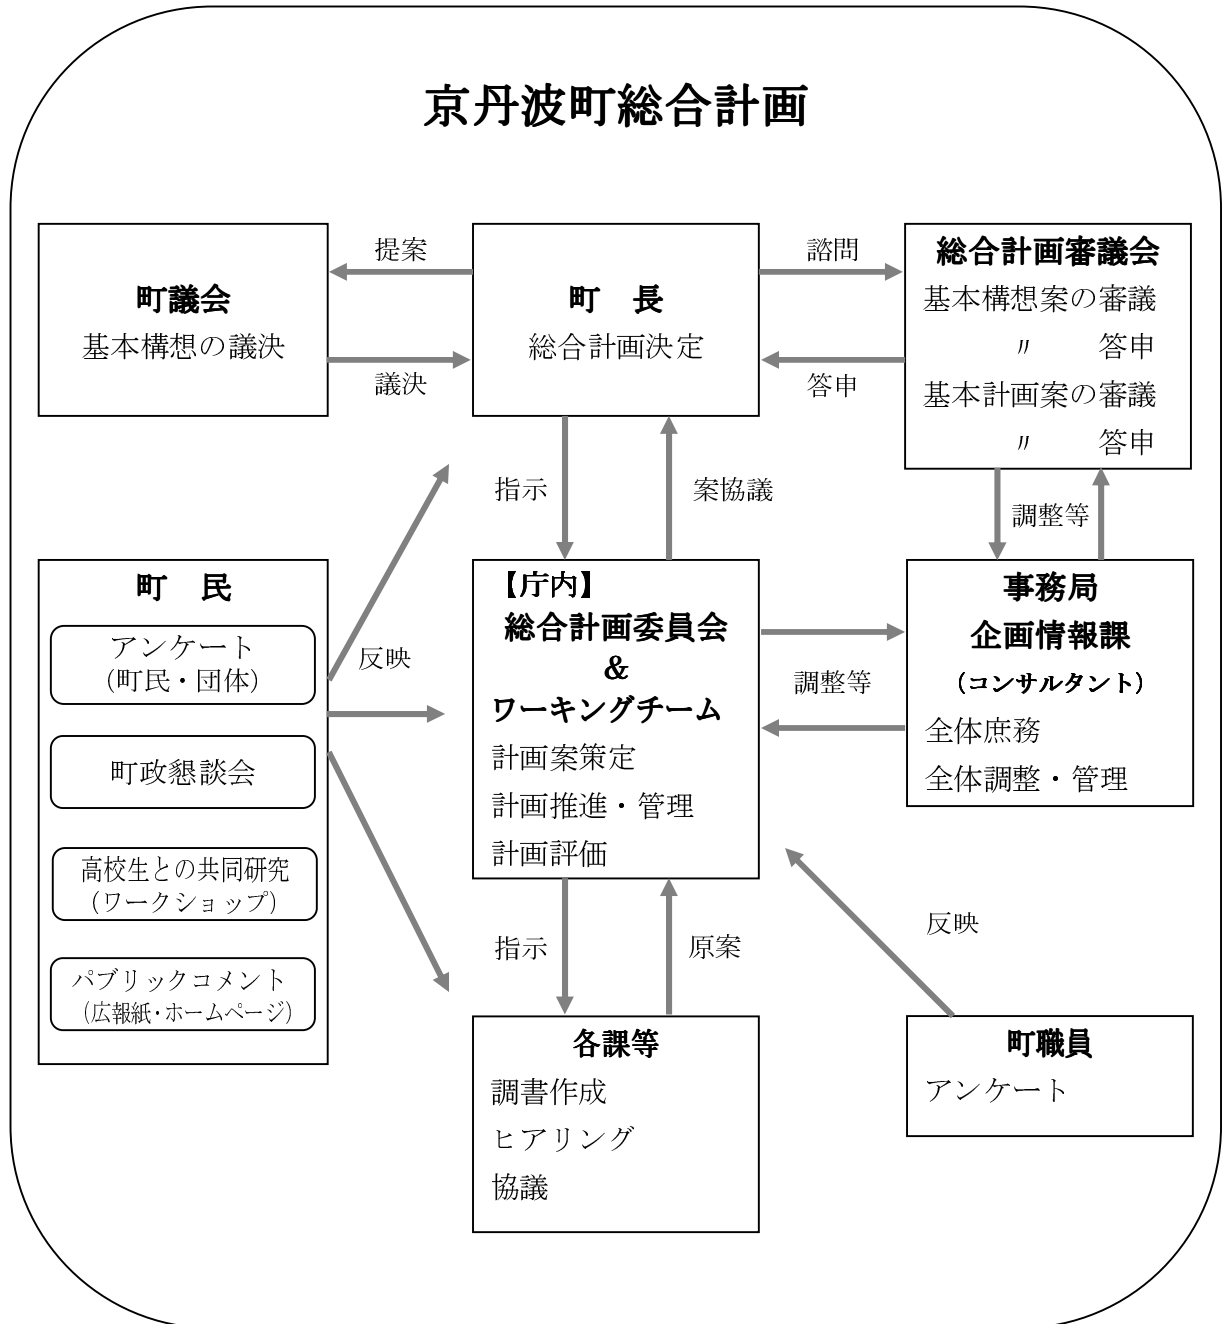 京丹波町総合計画
町議会
基本構想の議決
提案
議決
町　長
総合計画決定
諮問
答申
総合計画審議会
基本構想案の審議
〃　　答申
基本計画案の審議
〃　　答申
指示
案協議
調整等
町　民
アンケート
（町民・団体）
町政懇談会
高校生との共同研究
（ワークショップ）
パブリックコメント
（広報紙・ホームページ）
反映
【庁内】
総合計画委員会
＆
ワーキングチーム
計画案策定
計画推進・管理
計画評価
調整等
事務局
企画情報課
（コンサルタント）
全体庶務
全体調整・管理
指示
原案
反映
各課等
調書作成
ヒアリング
協議
町職員
アンケート